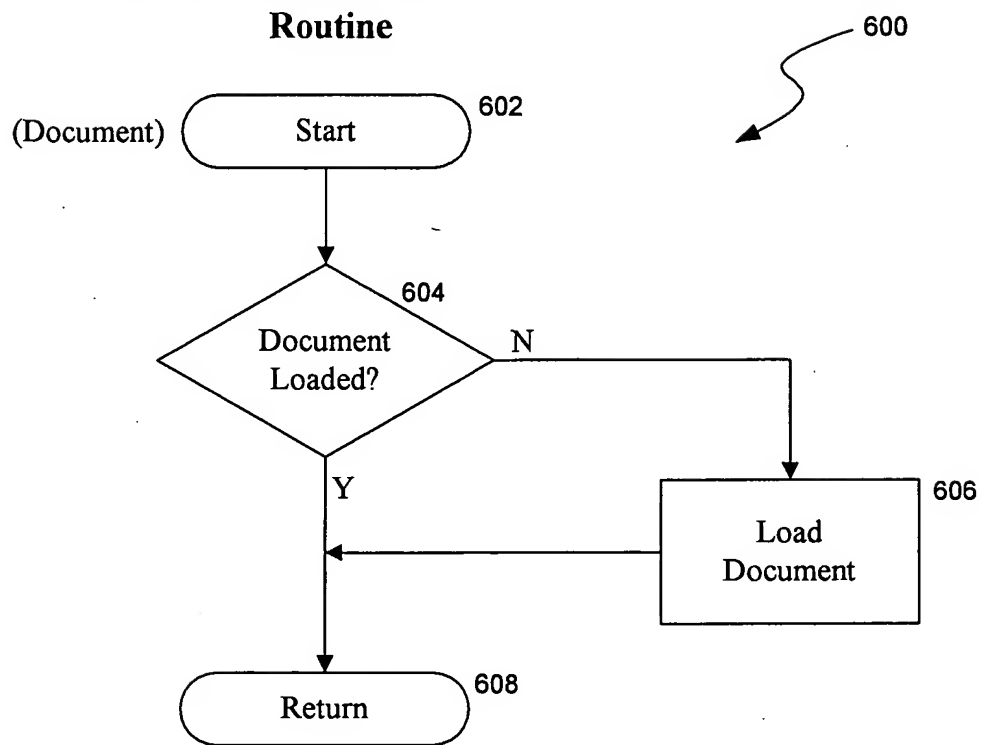 Routine
600
(Document)
Start
602
604
Document
Loaded?
N
Y
606
Load
Document
Return
608